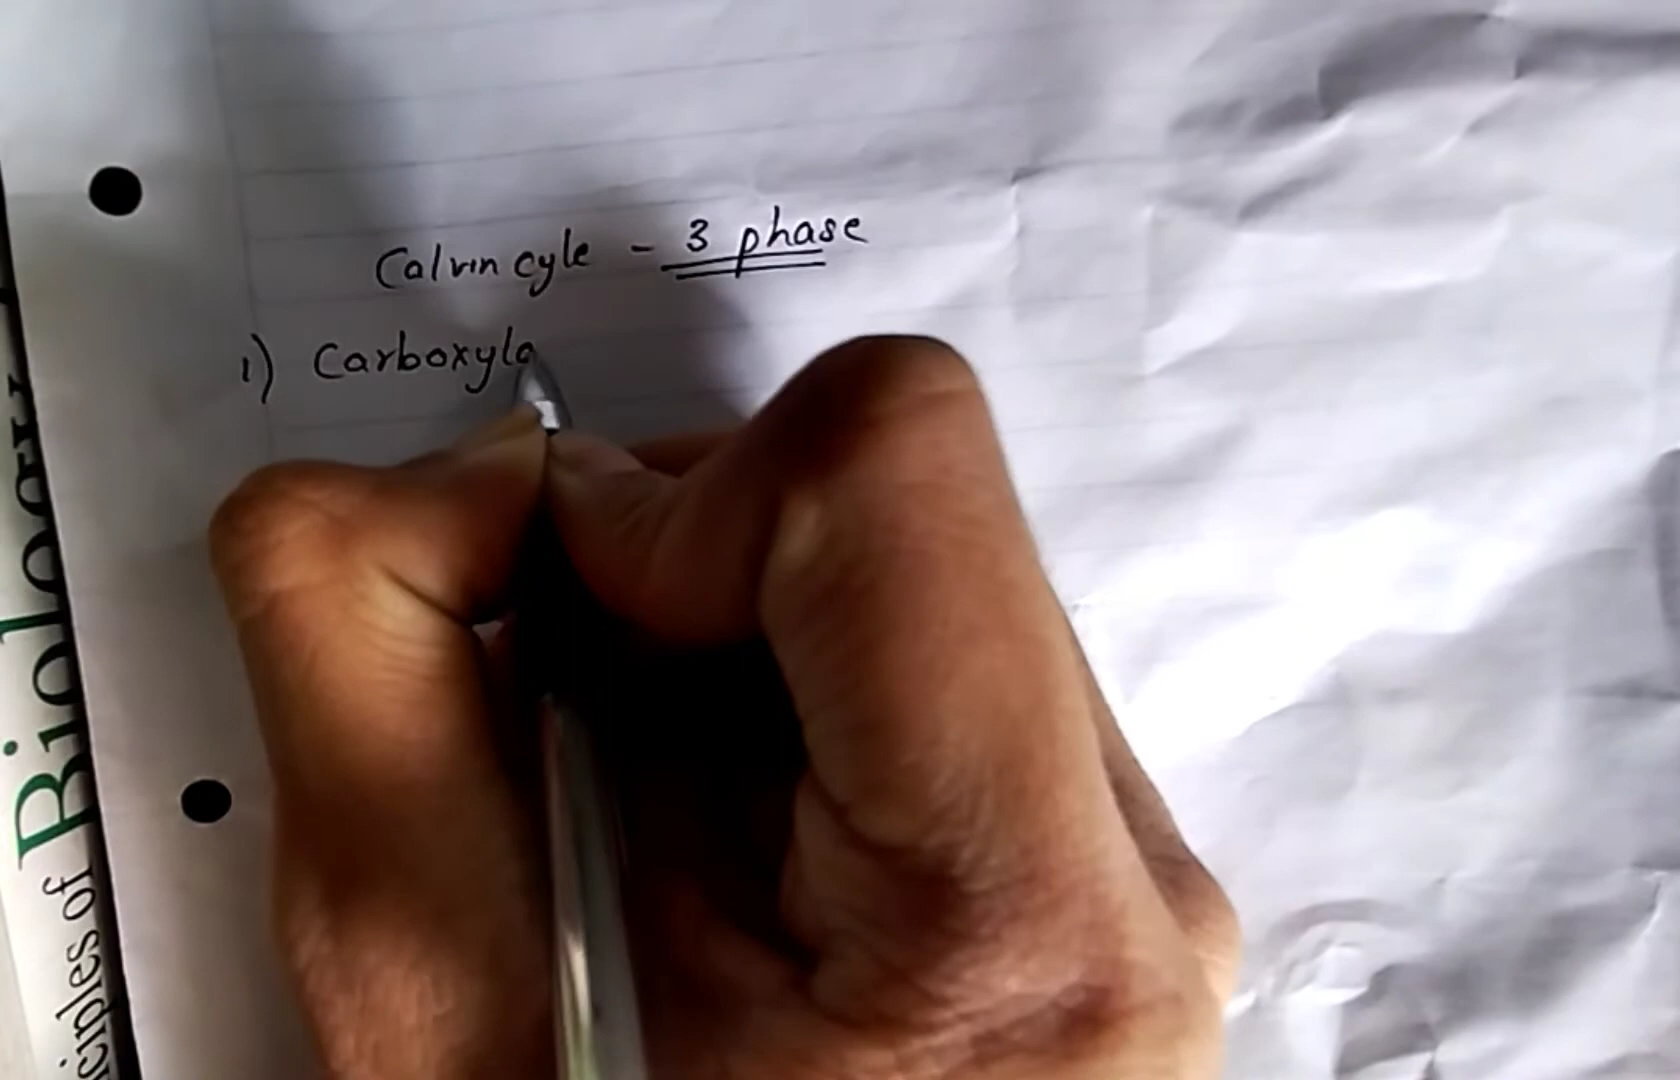 Calvin cyle - 3 phase
1) Carboxyla
Biology
ciples of